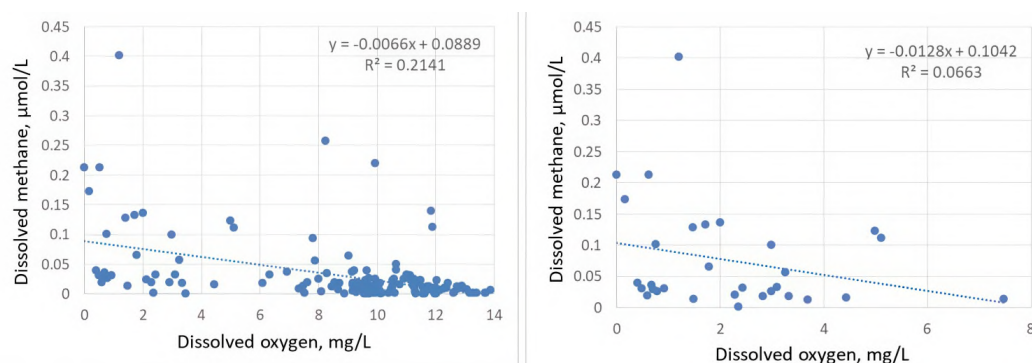 0.45
0.4
0.35
0.3
0.25
0.2
0.15
0.1
0.05
0
Dissolved methane, µmol/L
y = -0.0066x + 0.0889
R² = 0.2141
0 2 4 6 8 10 12 14
Dissolved oxygen, mg/L
0.45
0.4
0.35
0.3
0.25
0.2
0.15
0.1
0.05
0
Dissolved methane, µmol/L
y = -0.0128x + 0.1042
R² = 0.0663
0 2 4 6 8
Dissolved oxygen, mg/L